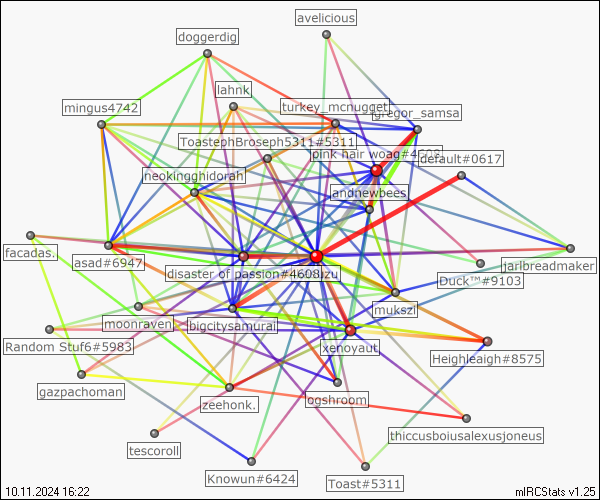 avelicious
doggerdig
lahnk
mingus4742
turkey_mcnugget
gregor_samsa
ToastephBroseph5311#5311
pink hair woag#4608
default#0617
neokingghidorah
andnewbees
facadas.
asad#6947
disaster of passion#4608
jzu
jarlbreadmaker
Duck™#9103
mukszi
moonraven
bigcitysamurai
Random Stuf6#5983
xenoyaut
Heighleaigh#8575
gazpachoman
zeehonk.
ogshroom
thiccusboiusalexusjoneus
tescoroll
Knowun#6424
Toast#5311
10.11.2024 16:22
mIRCStats v1.25